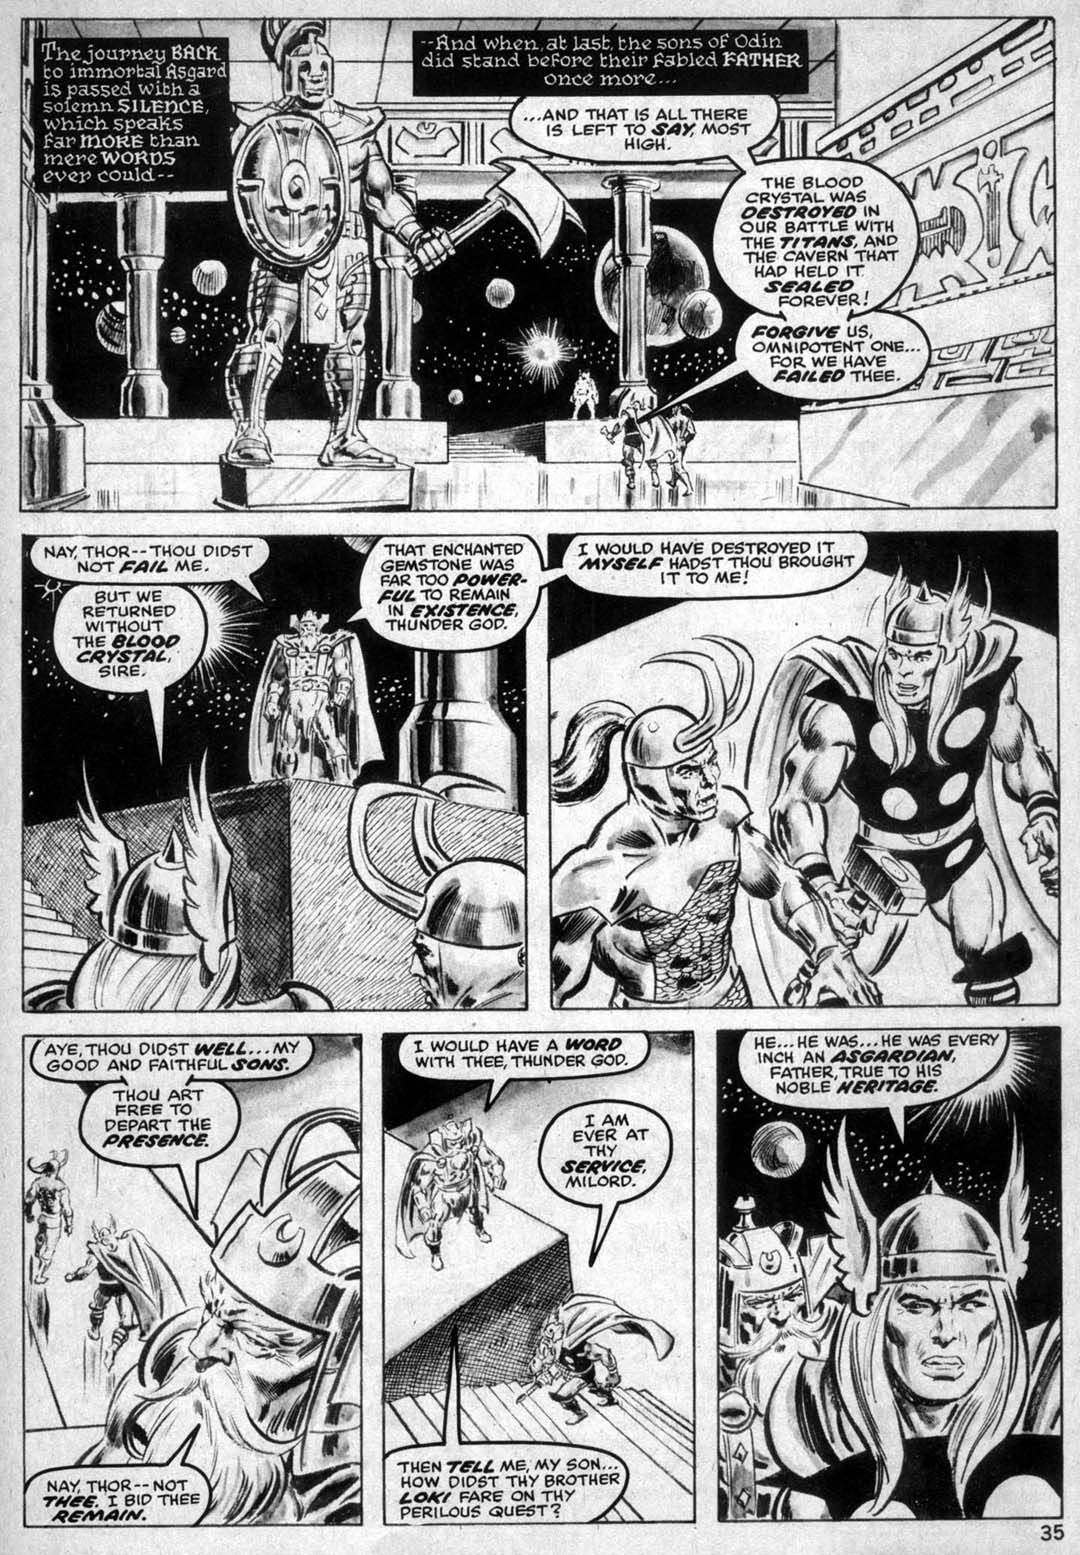 The journey BACK
to immortal Asgard
is passed with a
solemn SILENCE,
which speaks
far MORE than
mere WORDS
ever could--
--And when, at last, the sons of Odin
did stand before their fabled FATHER
once more...
...AND THAT IS ALL THERE
IS LEFT TO SAY, MOST
HIGH.
THE BLOOD
CRYSTAL WAS
DESTROYED IN
OUR BATTLE WITH
THE TITANS, AND
THE CAVERN THAT
HAD HELD IT
SEALED
FOREVER!
FORGIVE US,
OMNIPOTENT ONE...
FOR WE HAVE
FAILED THEE.
NAY, THOR--THOU DIDST
NOT FAIL ME.
BUT WE
RETURNED
WITHOUT
THE BLOOD
CRYSTAL,
SIRE.
THAT ENCHANTED
GEMSTONE WAS
FAR TOO POWER-
FUL TO REMAIN
IN EXISTENCE,
THUNDER GOD.
I WOULD HAVE DESTROYED IT
MYSELF HADST THOU BROUGHT
IT TO ME!
AYE, THOU DIDST WELL...MY
GOOD AND FAITHFUL SONS.
THOU ART
FREE TO
DEPART THE
PRESENCE.
NAY, THOR--NOT
THEE. I BID THEE
REMAIN.
I WOULD HAVE A WORD
WITH THEE, THUNDER GOD.
I AM
EVER AT
THY
SERVICE,
MILORD.
THEN TELL ME, MY SON...
HOW DIDST THY BROTHER
LOKI FARE ON THY
PERILOUS QUEST?
HE...HE WAS...HE WAS EVERY
INCH AN ASGARDIAN,
FATHER, TRUE TO HIS
NOBLE HERITAGE.
35